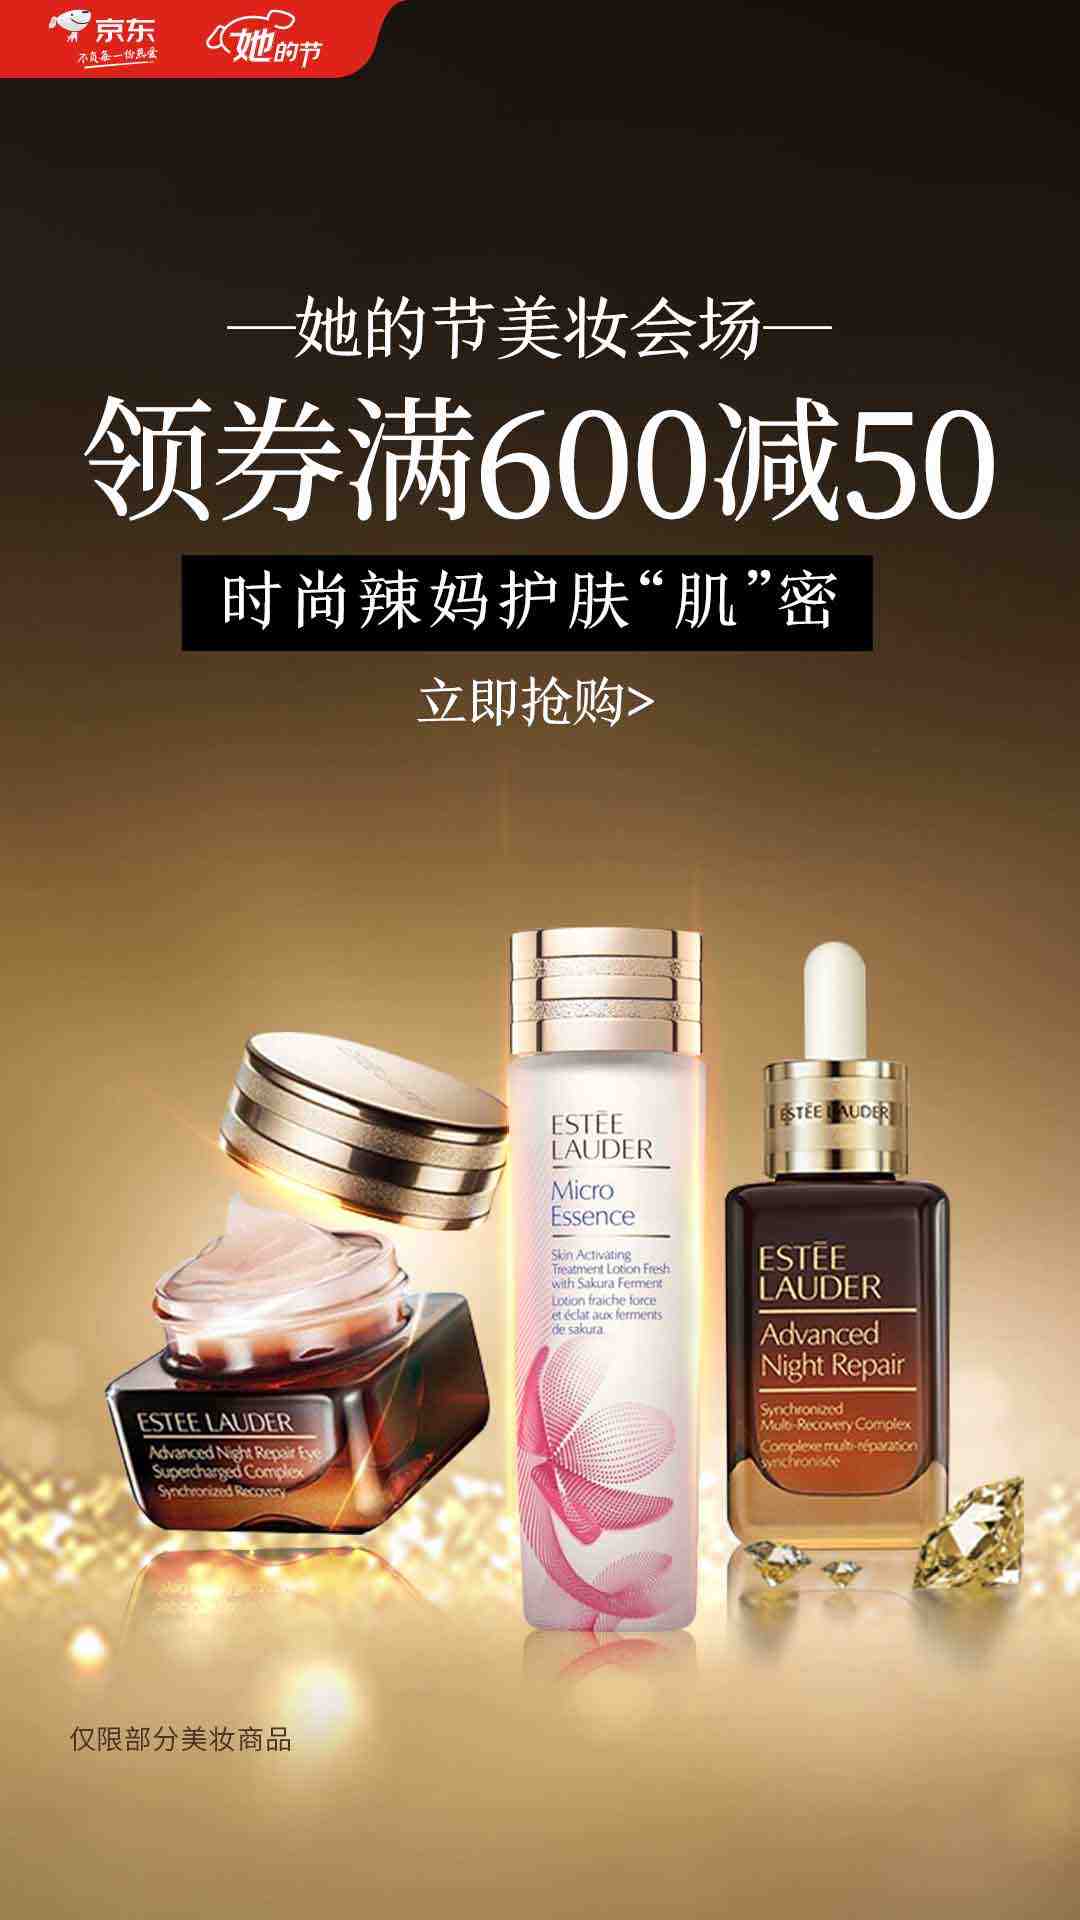 京东
不负每一份热爱
她的节
—她的节美妆会场—
领券满600减50
时尚辣妈护肤“肌”密
立即抢购>
ESTEE LAUDER
Advanced Night Repair Eye
Supercharged Complex
Synchronized Recovery
ESTĒE
LAUDER
Micro
Essence
Skin Activating
Treatment Lotion Fresh
with Sakura Ferment
Lotion fraîche force
et éclat aux ferments
de sakura
ESTĒE LAUDER
ESTĒE
LAUDER
Advanced
Night Repair
Synchronized
Multi-Recovery Complex
Complexe multi-réparation
synchronisée
仅限部分美妆商品